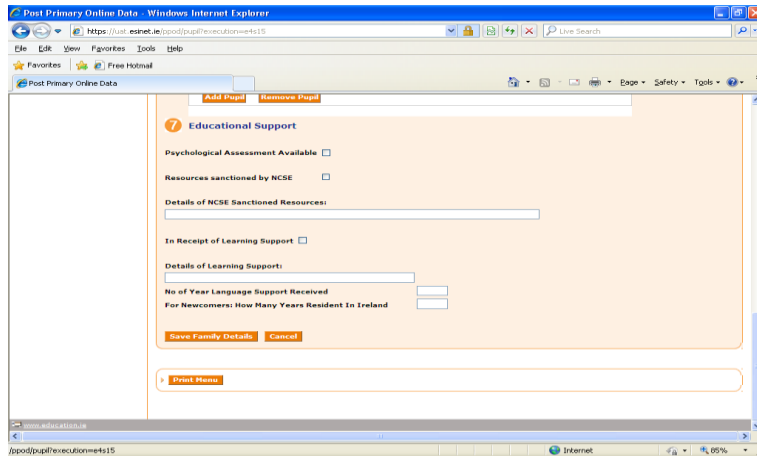 Post Primary Online Data - Windows Internet Explorer
https://uat.esinet.ie/ppod/pupil?execution=e4s15
Live Search
File Edit View Favorites Tools Help
Favorites Free Hotmail
Post Primary Online Data
Page Safety Tools
Add Pupil Remove Pupil
7 Educational Support
Psychological Assessment Available
Resources sanctioned by NCSE
Details of NCSE Sanctioned Resources:
In Receipt of Learning Support
Details of Learning Support:
No of Year Language Support Received
For Newcomers: How Many Years Resident In Ireland
Save Family Details Cancel
Print Menu
www.education.ie
/ppod/pupil?execution=e4s15 Internet 85%